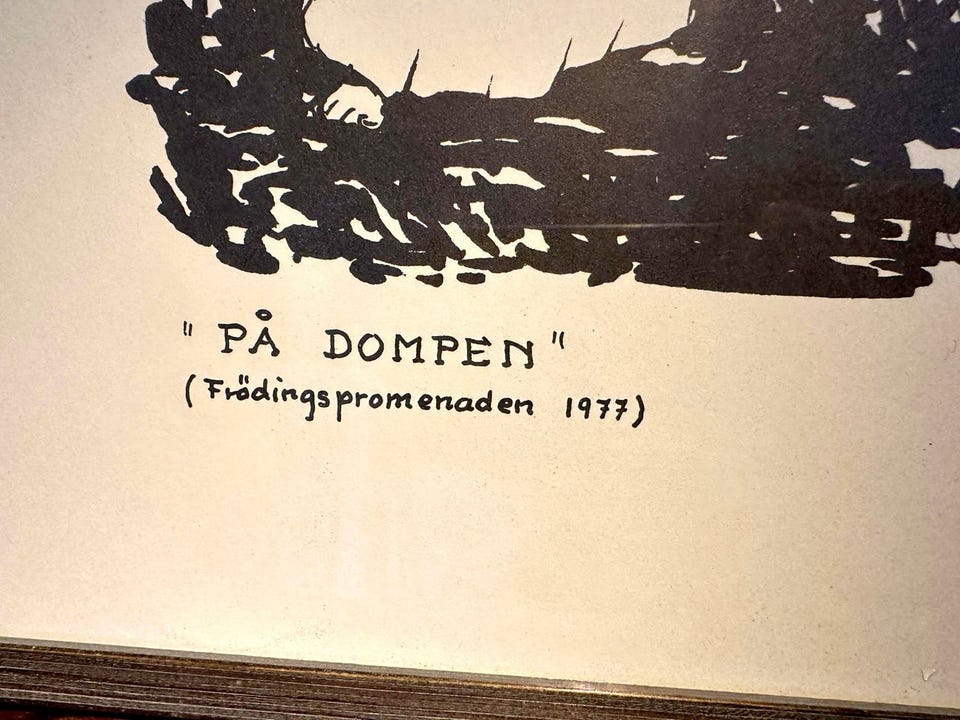 "PÅ DOMPEN"
(Frödingspromenaden 1977)